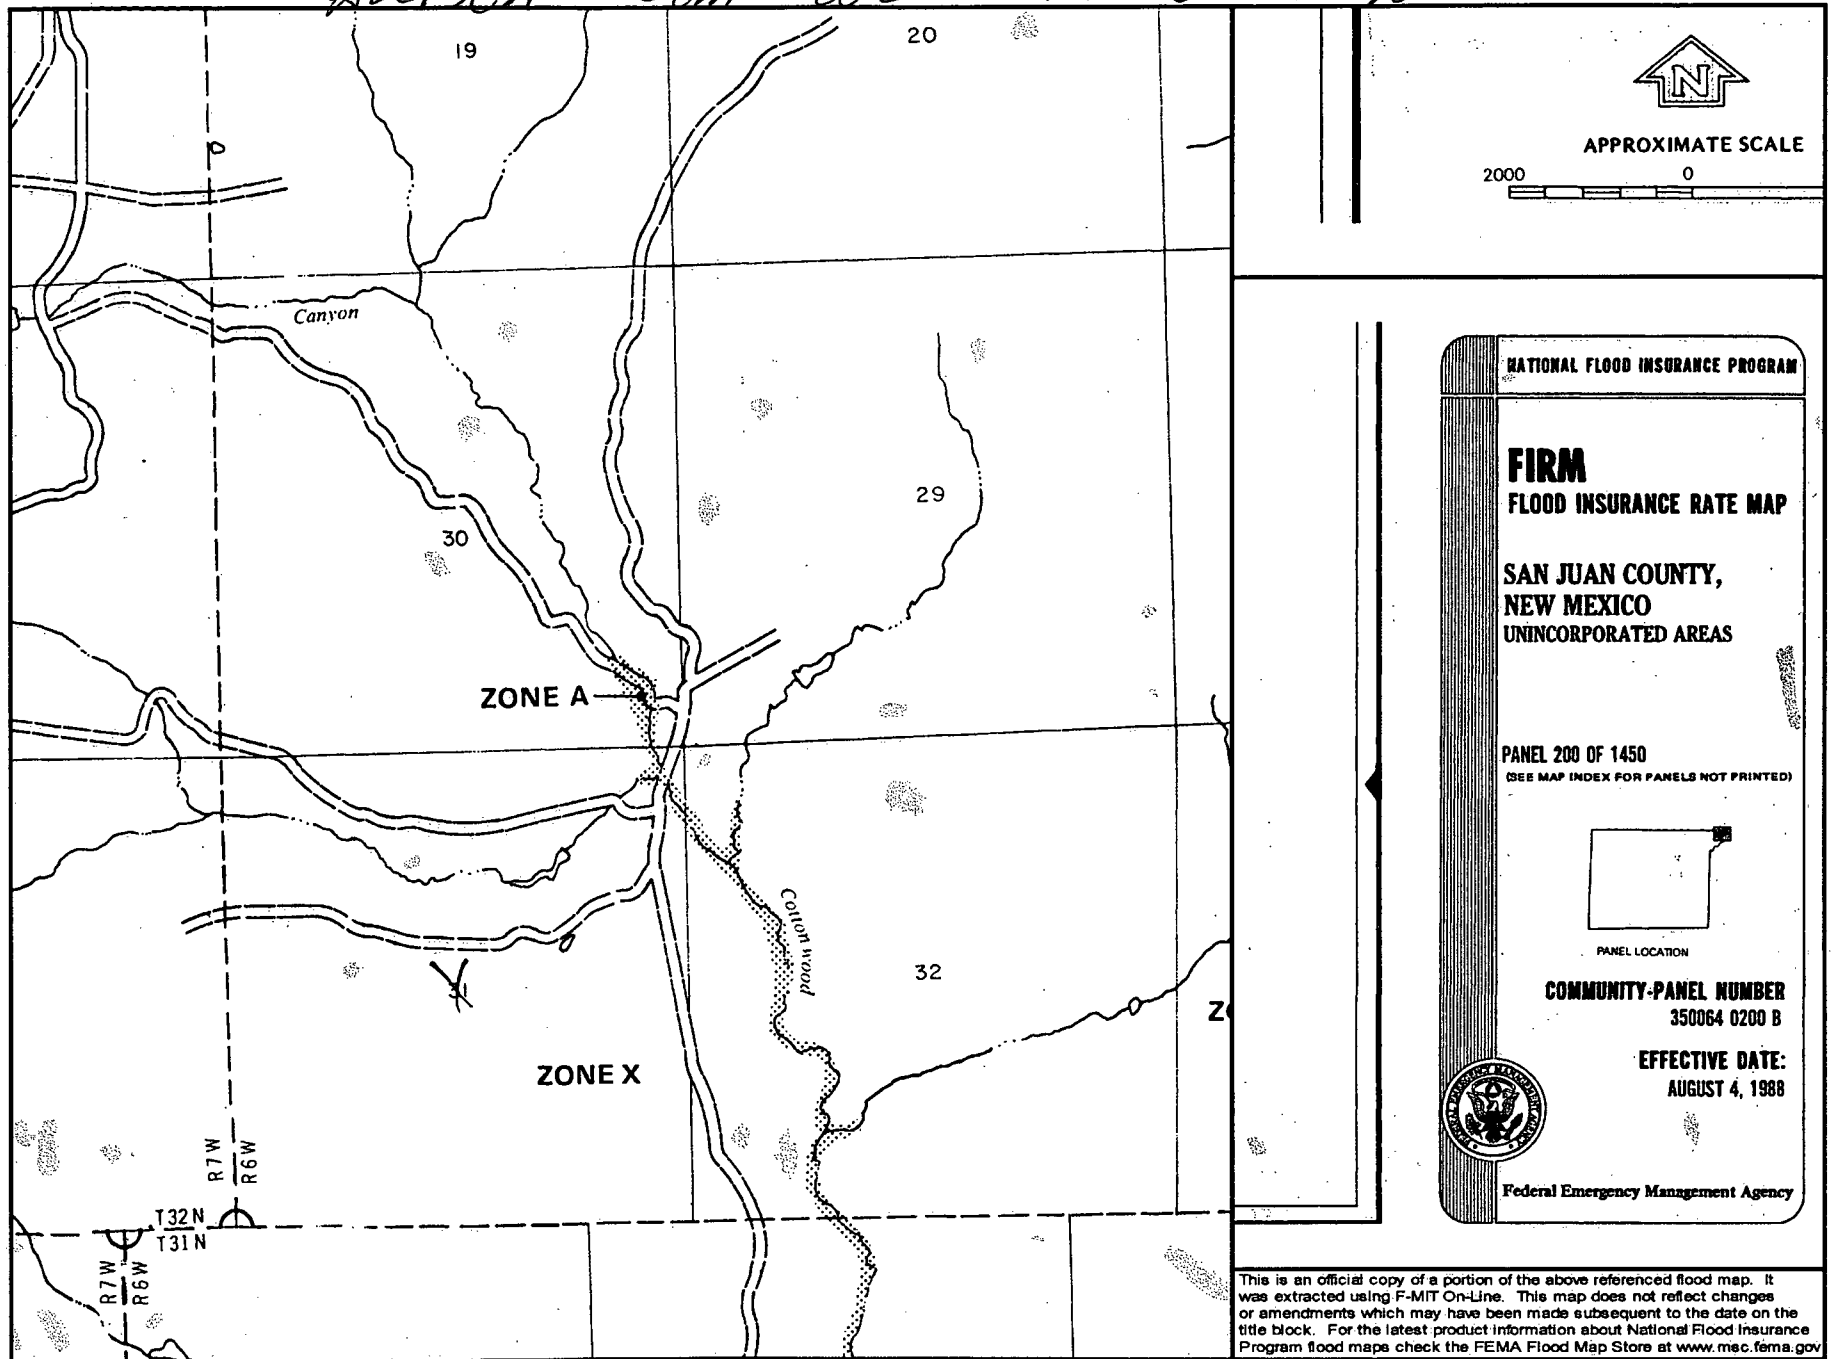 19
20
N
APPROXIMATE SCALE
2000 0
Canyon
NATIONAL FLOOD INSURANCE PROGRAM
FIRM
FLOOD INSURANCE RATE MAP
29
30
SAN JUAN COUNTY,
NEW MEXICO
UNINCORPORATED AREAS
ZONE A
PANEL 200 OF 1450
(SEE MAP INDEX FOR PANELS NOT PRINTED)
Cottonwood
PANEL LOCATION
32
31
COMMUNITY-PANEL NUMBER
350064 0200 B
ZONE X
EFFECTIVE DATE:
AUGUST 4, 1988
FEDERAL EMERGENCY MANAGEMENT AGENCY
R7W
R6W
Federal Emergency Management Agency
T32N
T31N
R7W
R6W
This is an official copy of a portion of the above referenced flood map. It
was extracted using F-MIT On-Line. This map does not reflect changes
or amendments which may have been made subsequent to the date on the
title block. For the latest product information about National Flood Insurance
Program flood maps check the FEMA Flood Map Store at www.msc.fema.gov